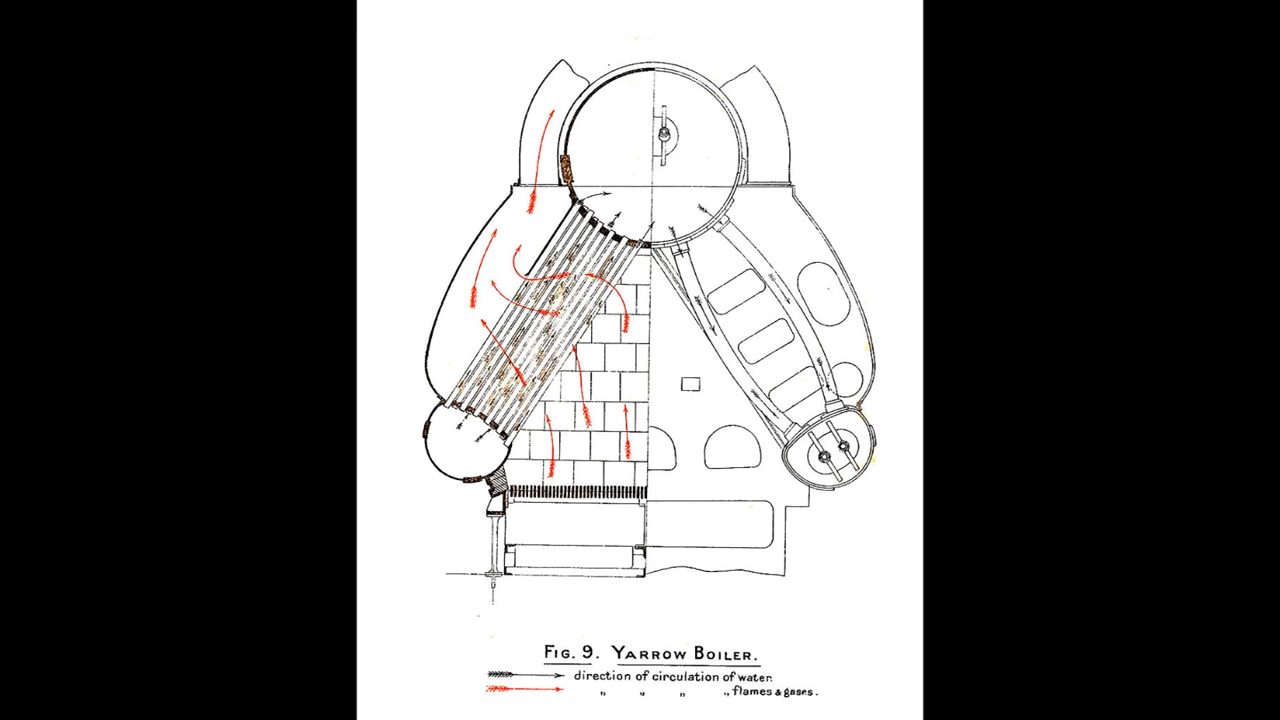 FIG. 9. YARROW BOILER.
direction of circulation of water.
„ „ „ „ flames & gases.